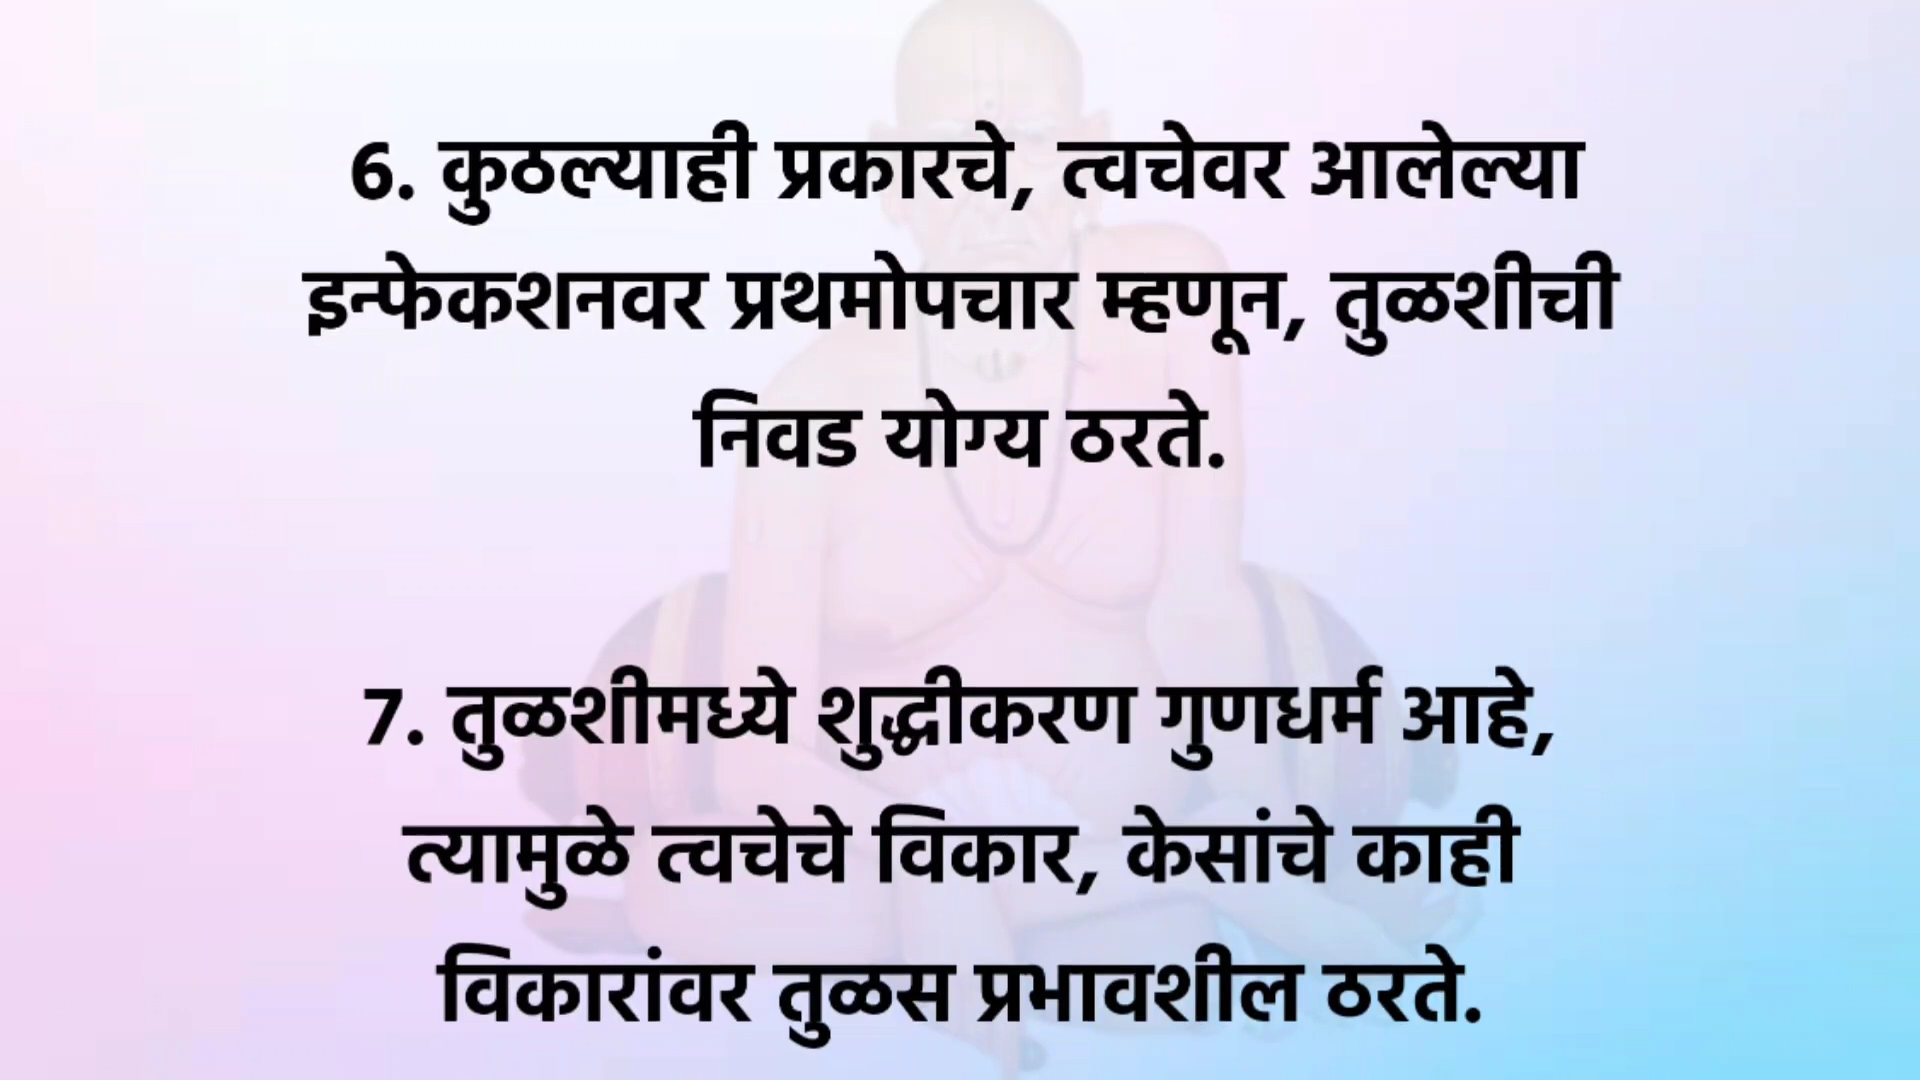 6. कुठल्याही प्रकारचे, त्वचेवर आलेल्या
इन्फेकशनवर प्रथमोपचार म्हणून, तुळशीची
निवड योग्य ठरते.
7. तुळशीमध्ये शुद्धीकरण गुणधर्म आहे,
त्यामुळे त्वचेचे विकार, केसांचे काही
विकारांवर तुळस प्रभावशील ठरते.